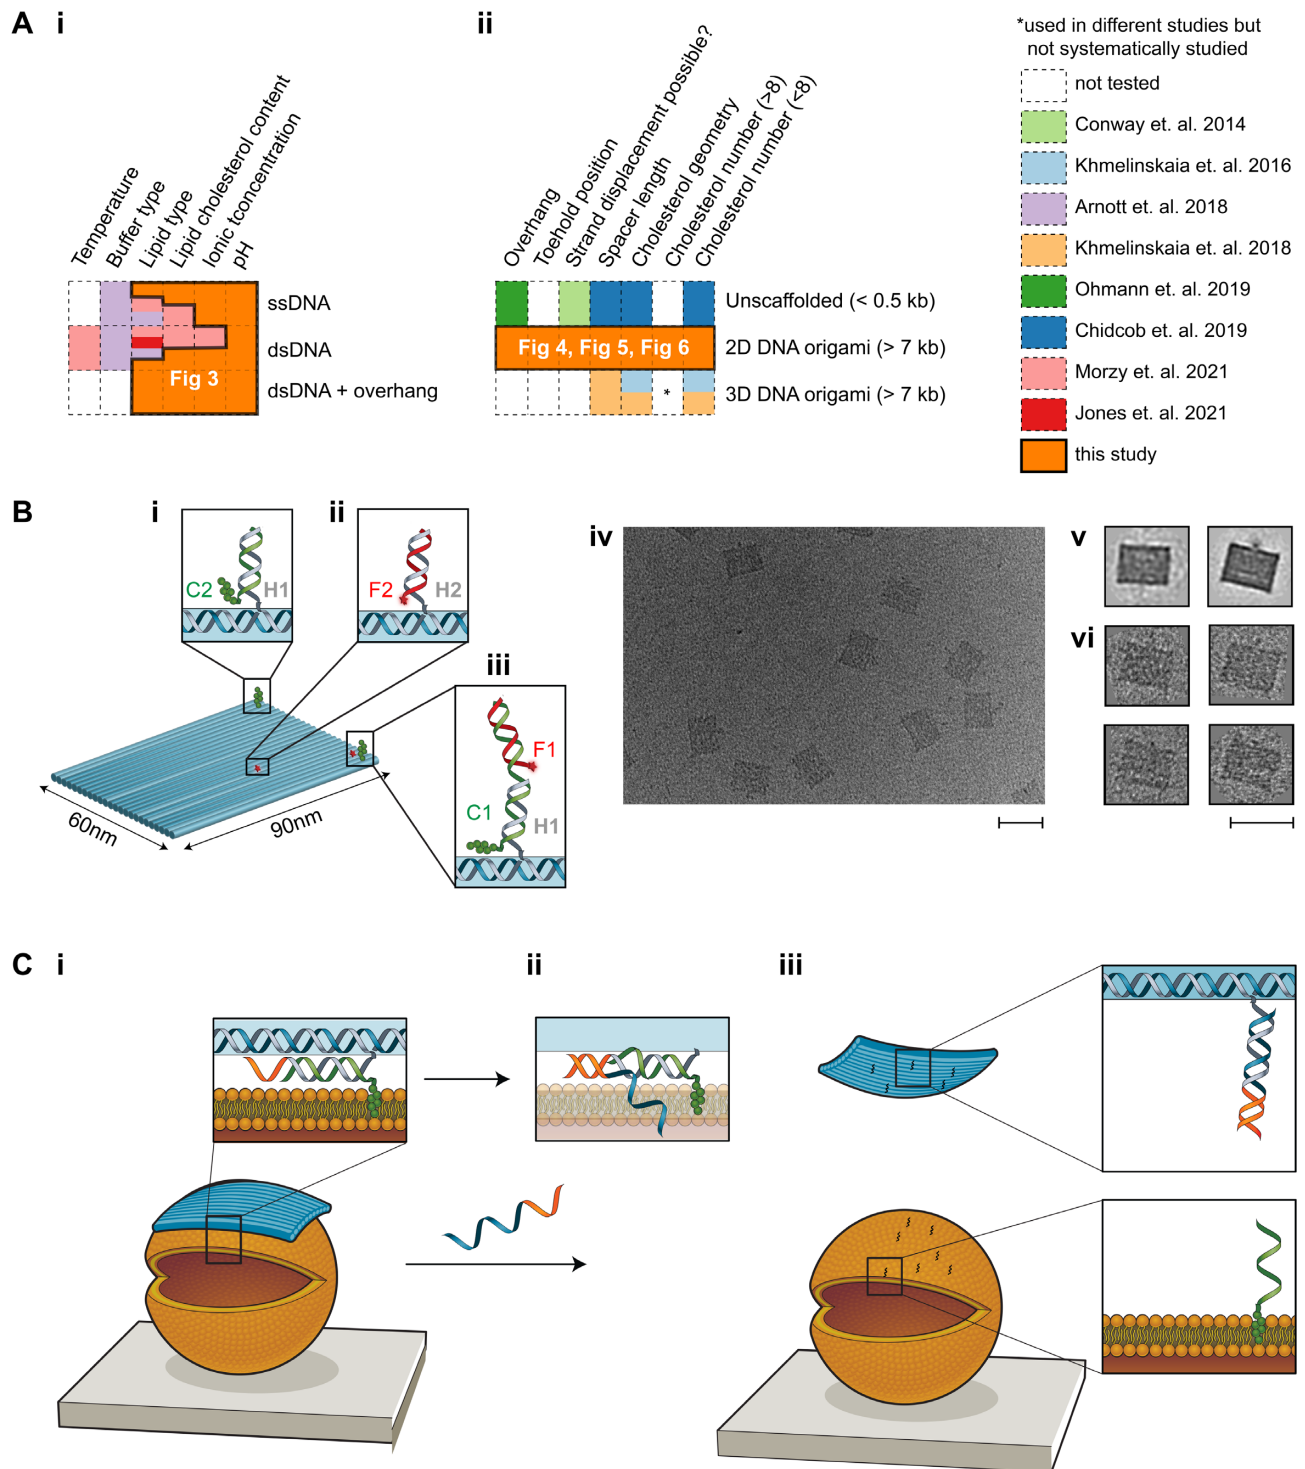 A i
Temperature
Buffer type
Lipid type
Lipid cholesterol content
Ionic tconcentration
pH
ssDNA
dsDNA
dsDNA + overhang
Fig 3
ii
Overhang
Toehold position
Strand displacement possible?
Spacer length
Cholesterol geometry
Cholesterol number (>8)
Cholesterol number (<8)
Unscaffolded (< 0.5 kb)
Fig 4, Fig 5, Fig 6
2D DNA origami (> 7 kb)
*
3D DNA origami (> 7 kb)
*used in different studies but
not systematically studied
not tested
Conway et. al. 2014
Khmelinskaia et. al. 2016
Arnott et. al. 2018
Khmelinskaia et. al. 2018
Ohmann et. al. 2019
Chidcob et. al. 2019
Morzy et. al. 2021
Jones et. al. 2021
this study
B i
C2
H1
ii
F2
H2
iii
F1
C1
H1
60nm
90nm
iv
v
vi
C i
ii
iii